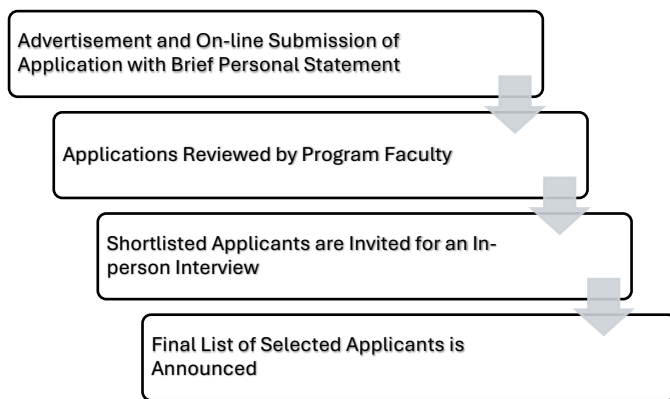 Advertisement and On-line Submission of
Application with Brief Personal Statement
Applications Reviewed by Program Faculty
Shortlisted Applicants are Invited for an In-
person Interview
Final List of Selected Applicants is
Announced